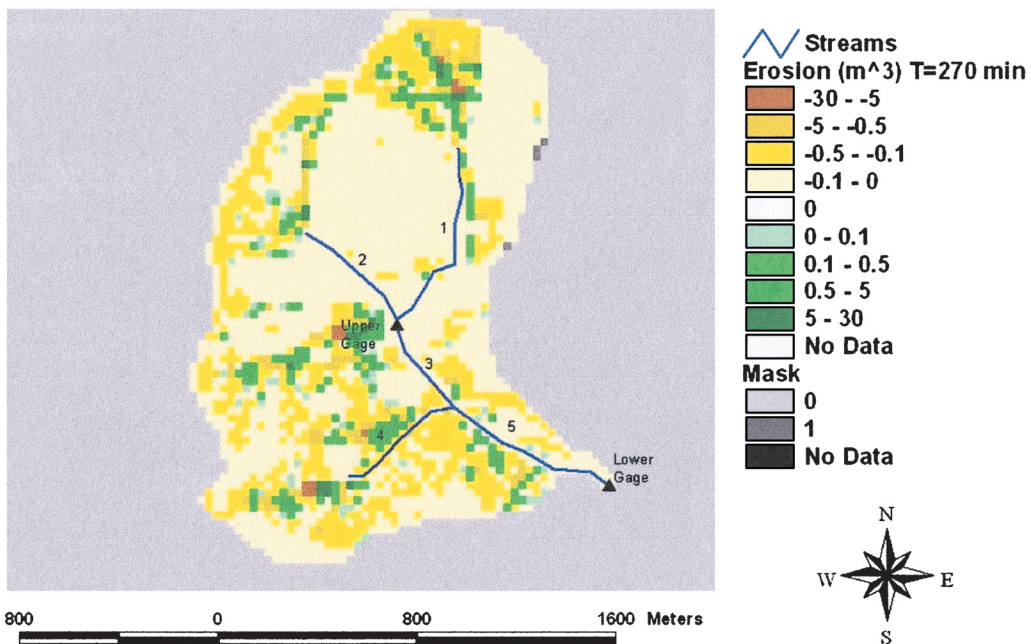 Streams
Erosion (m^3) T=270 min
-30 - -5
-5 - -0.5
-0.5 - -0.1
-0.1 - 0
0
0 - 0.1
0.1 - 0.5
0.5 - 5
5 - 30
No Data
Mask
0
1
No Data
1
2
Upper
Gage
3
4
5
Lower
Gage
N
W E
S
800 0 800 1600 Meters